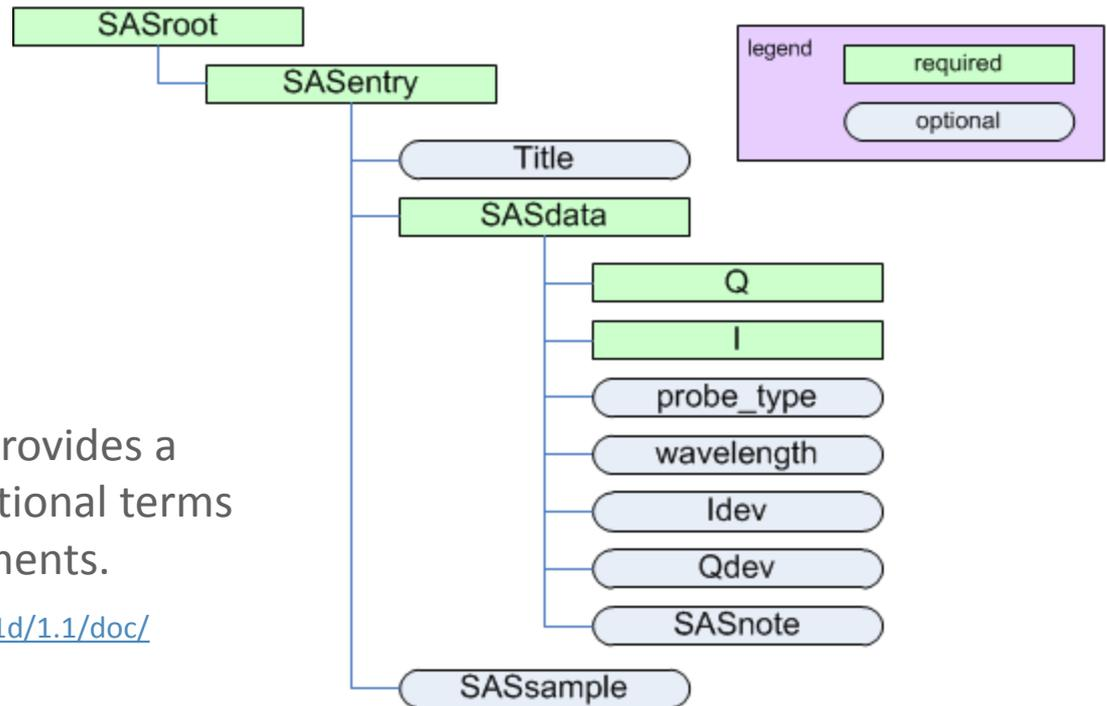 SASroot
SASentry
legend
required
optional
Title
SASdata
Q
I
probe_type
wavelength
Idev
Qdev
SASnote
SASsample
rovides a
tional terms
nents.
1d/1.1/doc/